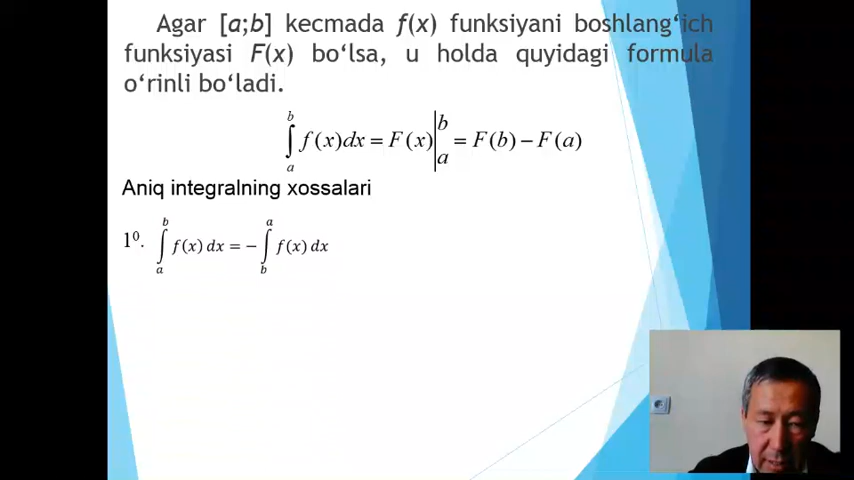 Agar [a;b] kecmada f(x) funksiyani boshlang‘ich
funksiyasi F(x) bo‘lsa, u holda quyidagi formula
o‘rinli bo‘ladi.
∫_a^b f(x)dx = F(x)|_a^b = F(b) − F(a)
Aniq integralning xossalari
1⁰. ∫_a^b f(x) dx = − ∫_b^a f(x) dx